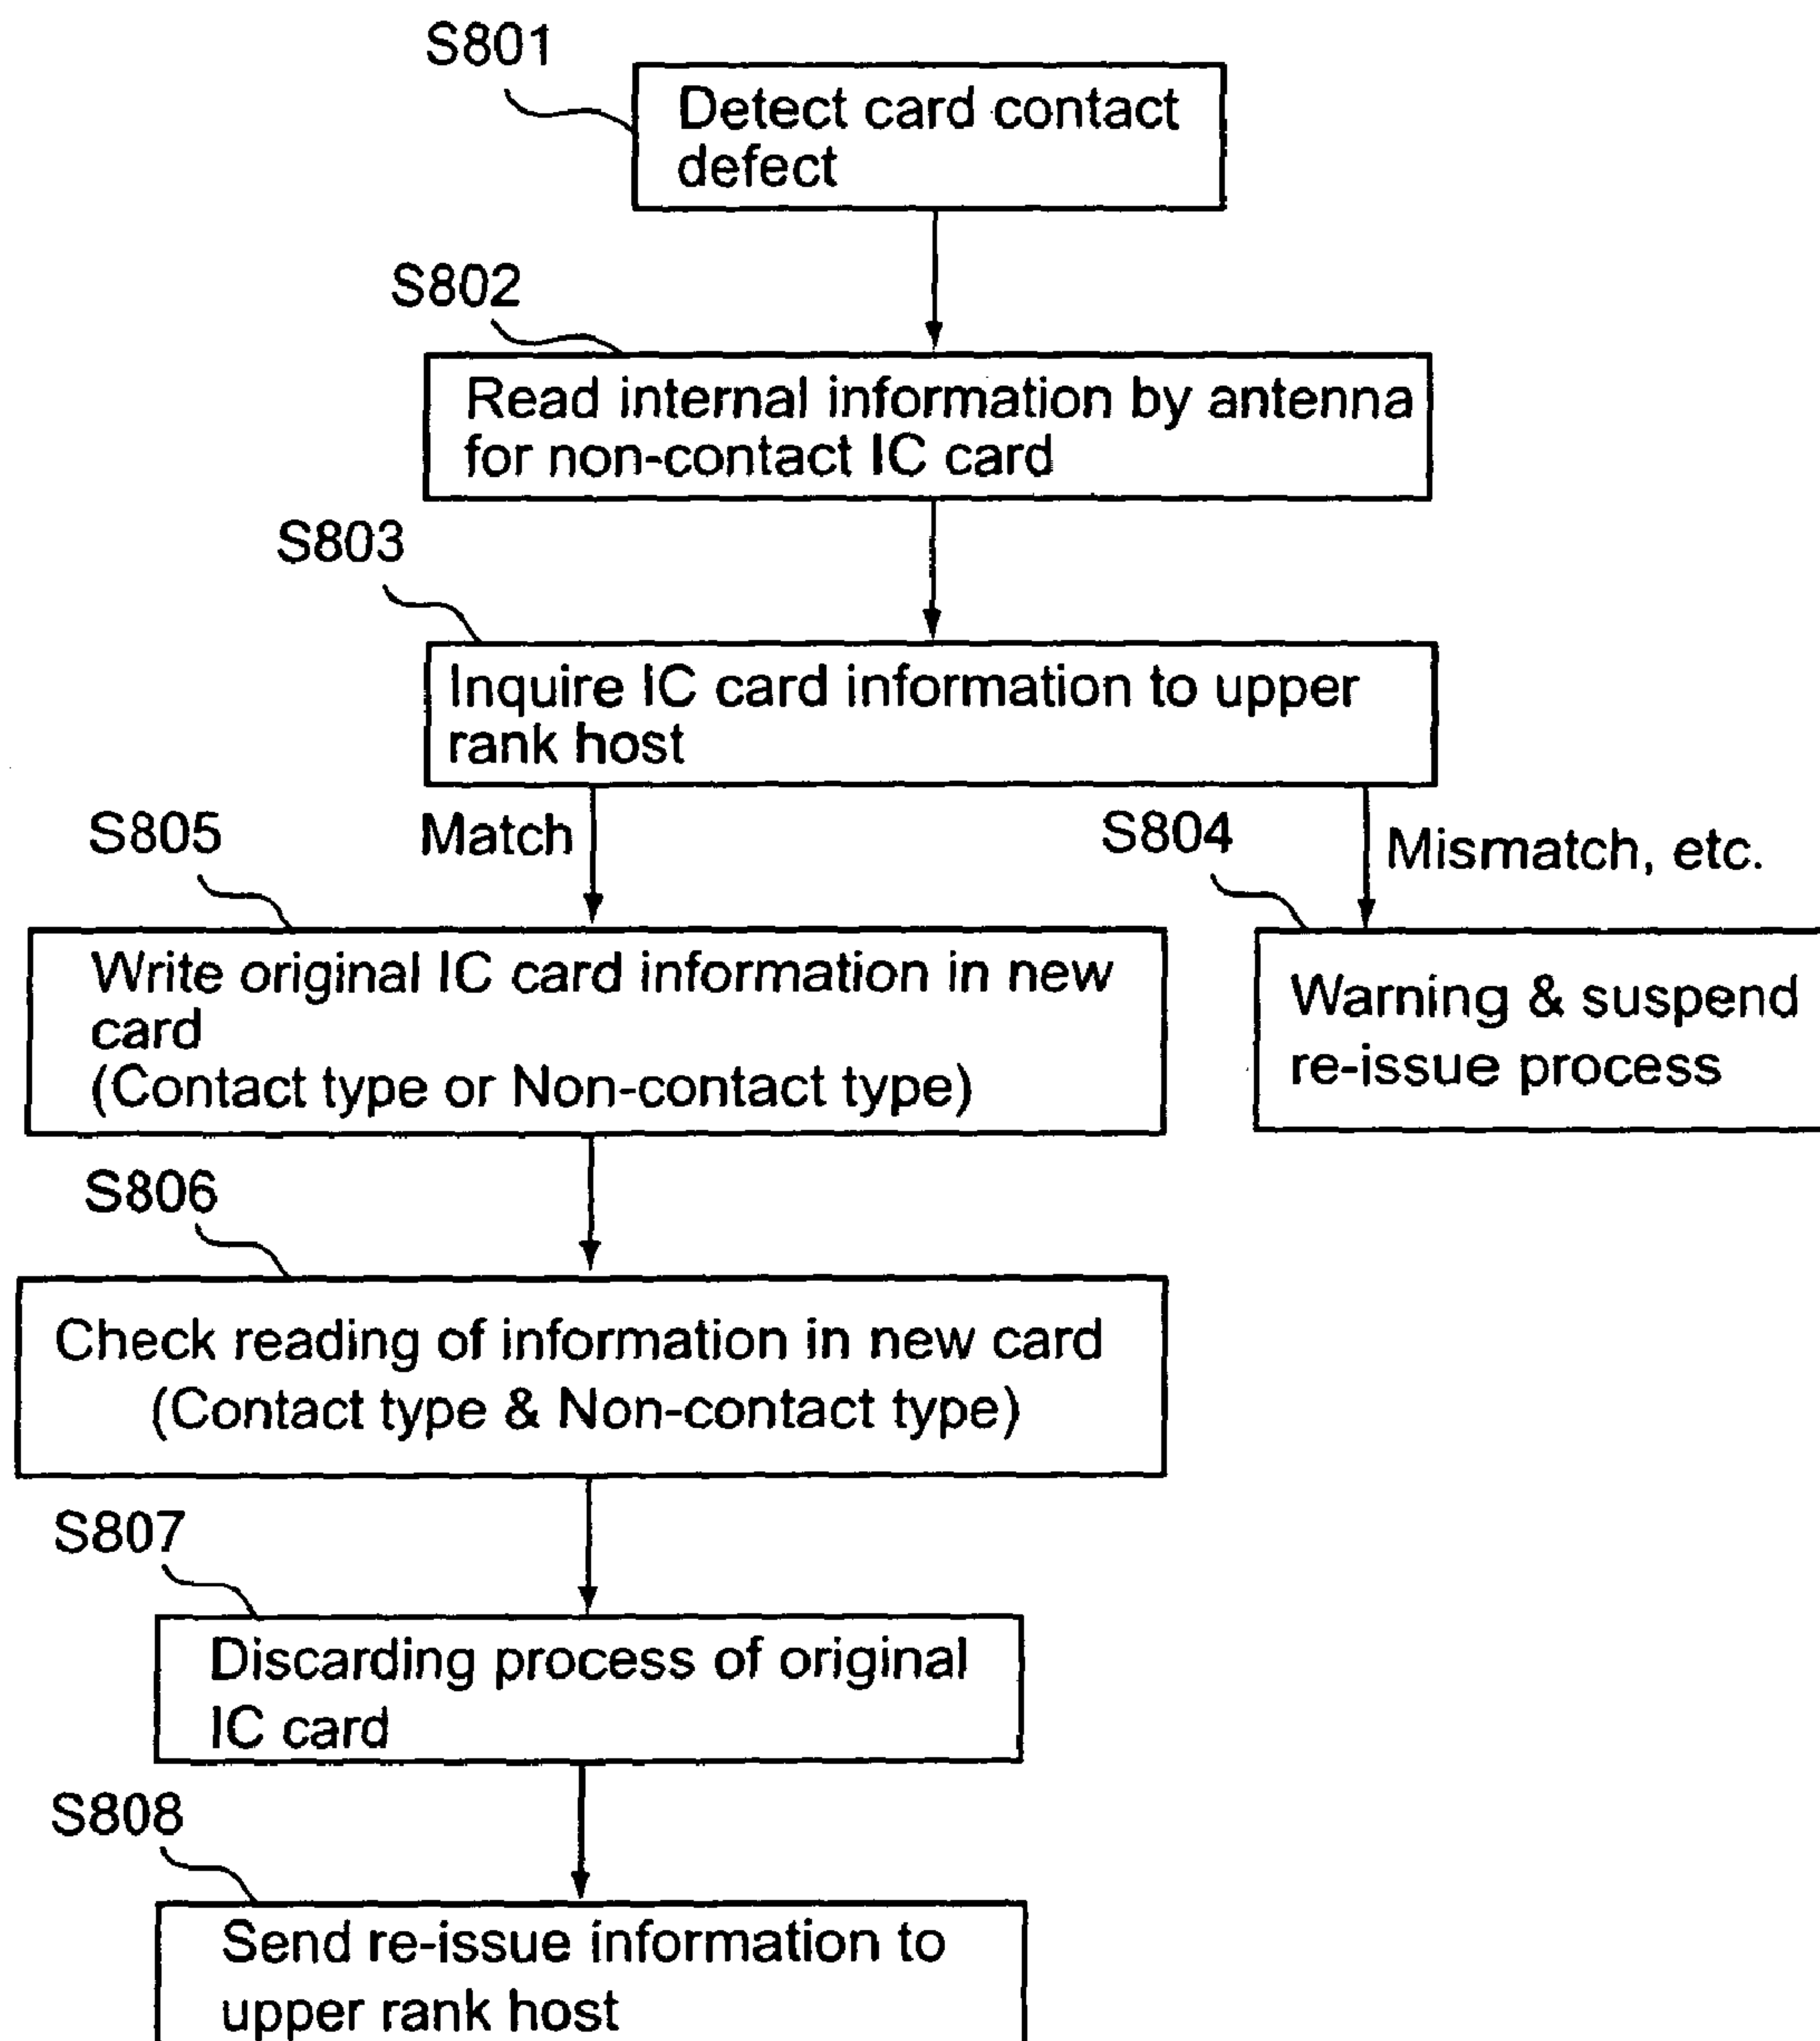 S801
Detect card contact
defect
S802
Read internal information by antenna
for non-contact IC card
S803
Inquire IC card information to upper
rank host
Match
Mismatch, etc.
S805
Write original IC card information in new
card
(Contact type or Non-contact type)
S804
Warning & suspend
re-issue process
S806
Check reading of information in new card
(Contact type & Non-contact type)
S807
Discarding process of original
IC card
S808
Send re-issue information to
upper rank host